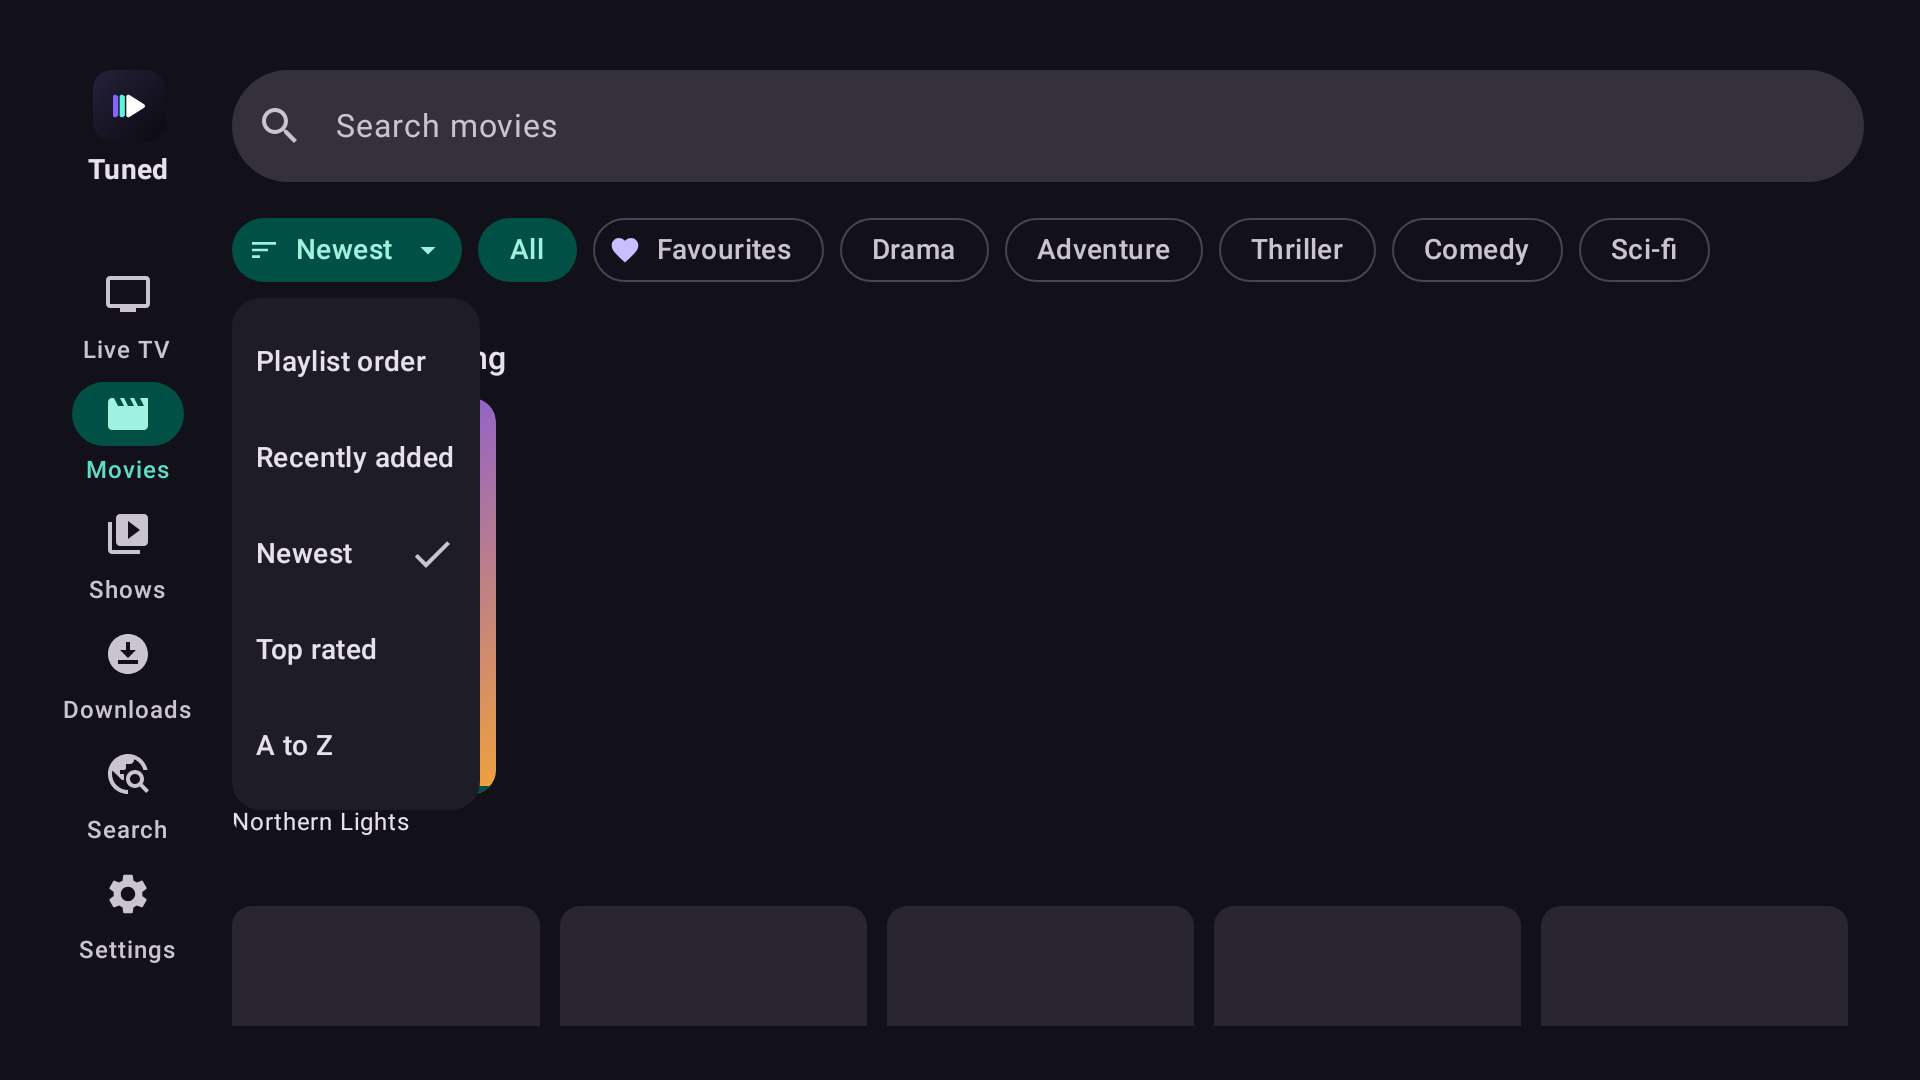 Tuned
Search movies
Newest
All
Favourites
Drama
Adventure
Thriller
Comedy
Sci-fi
Live TV
Movies
Shows
Downloads
Search
Settings
Playlist order
Recently added
Newest
Top rated
A to Z
Northern Lights